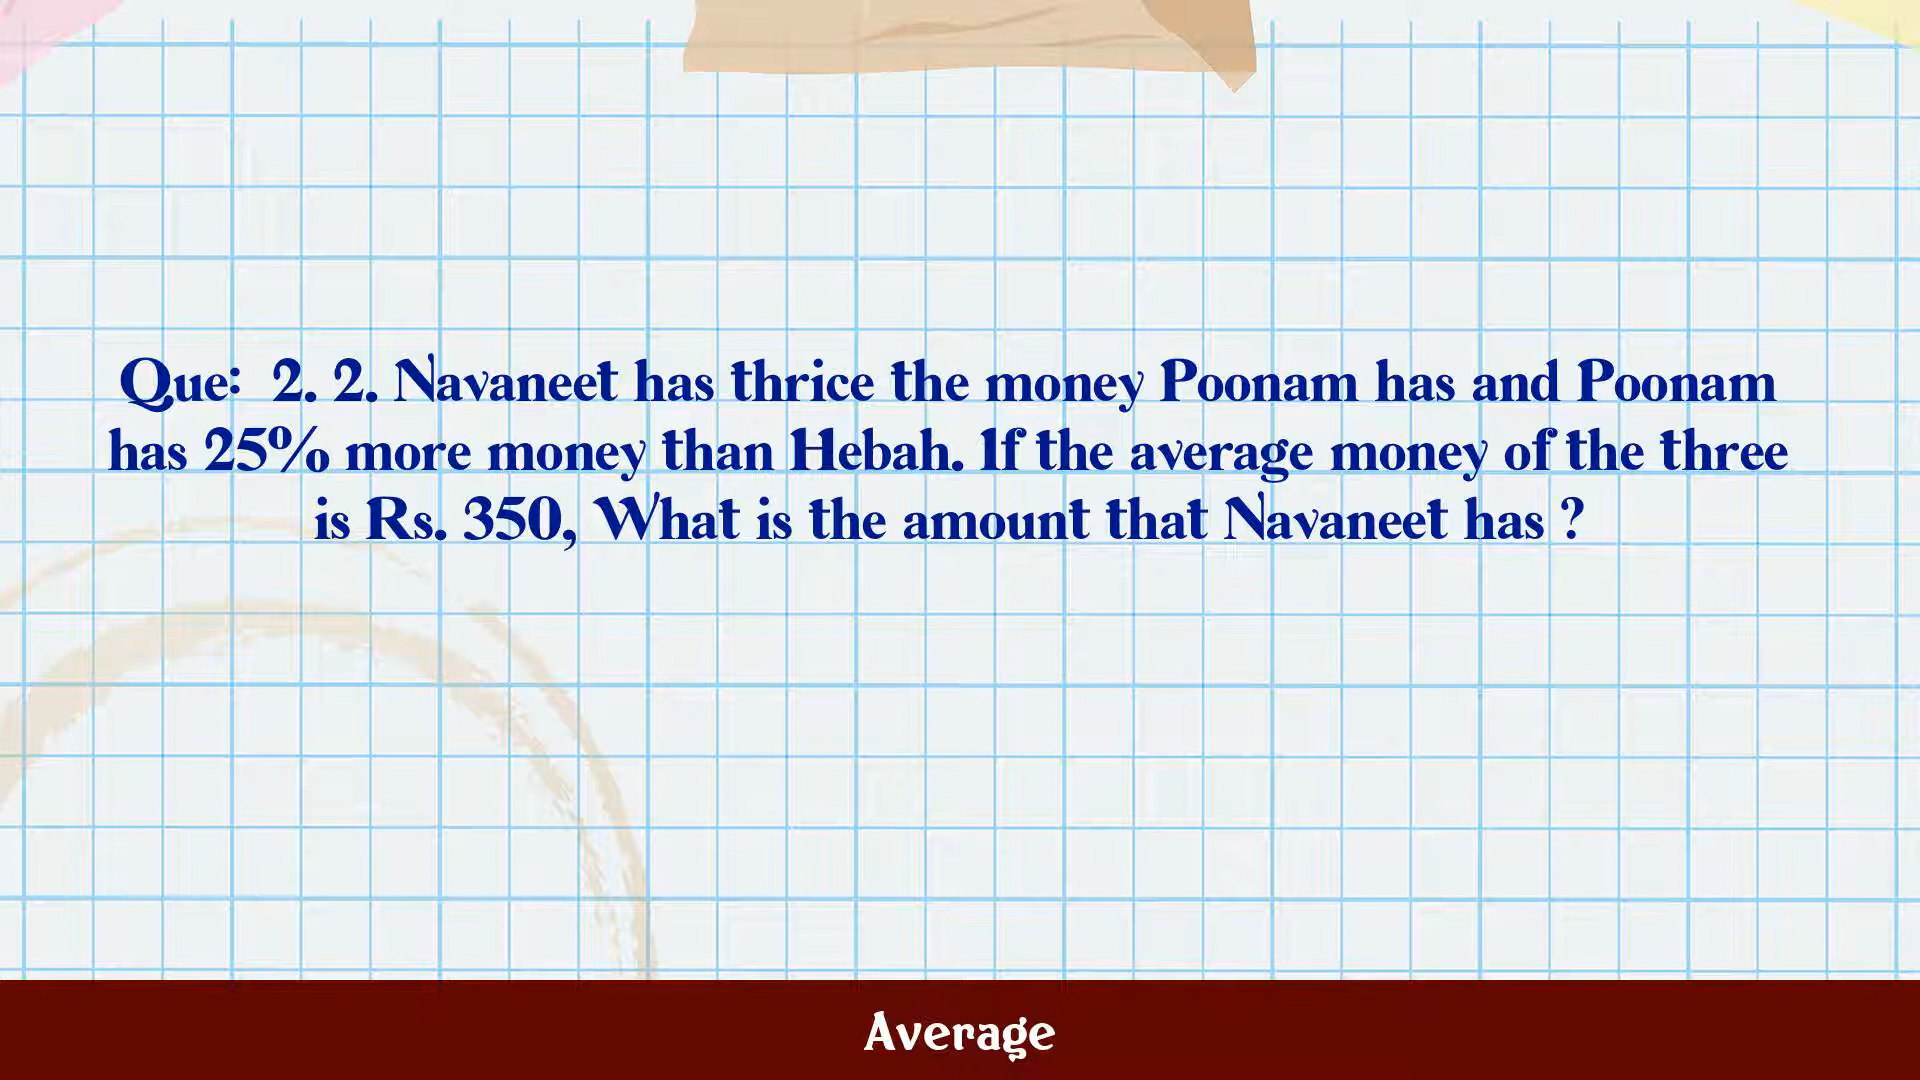 Que: 2. 2. Navaneet has thrice the money Poonam has and Poonam
has 25% more money than Hebah. If the average money of the three
is Rs. 350, What is the amount that Navaneet has ?
Average